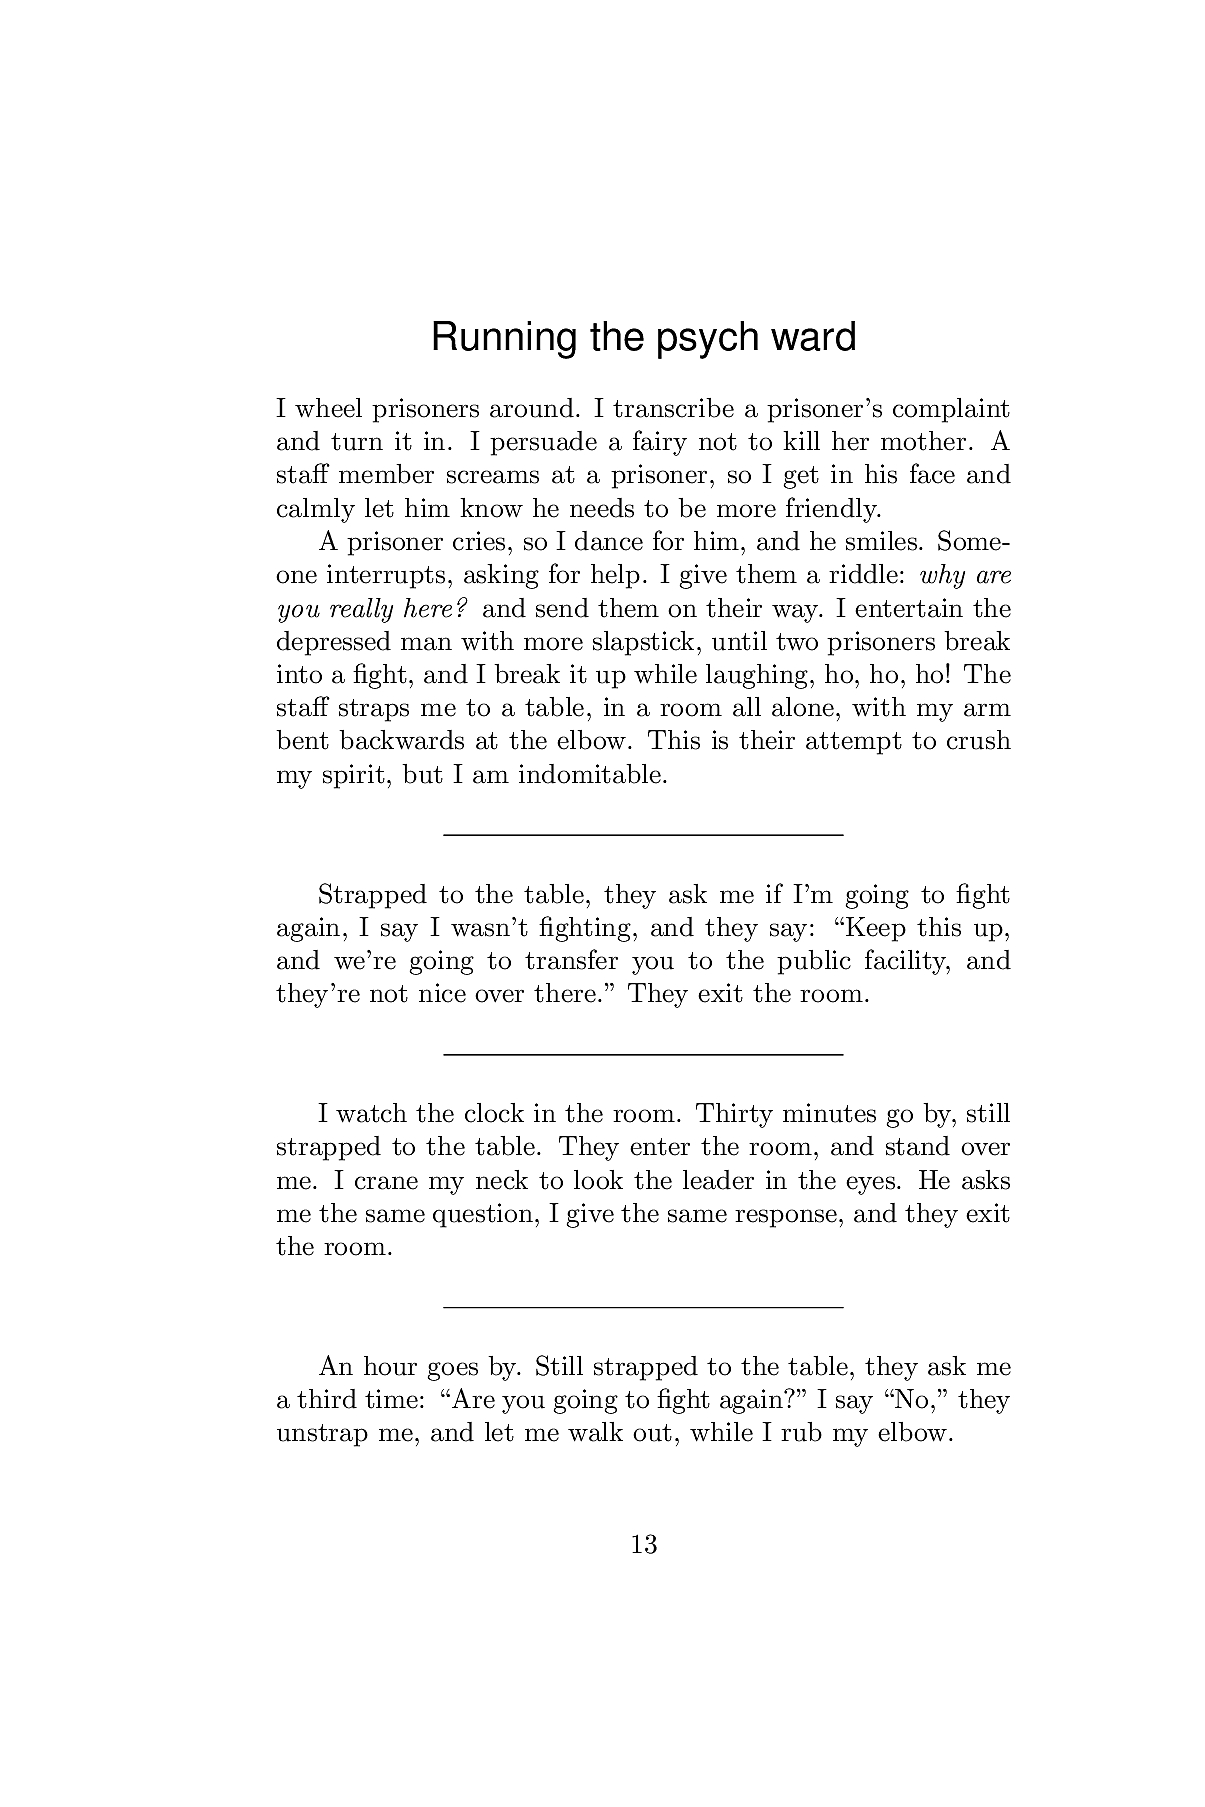 Running the psych ward
I wheel prisoners around. I transcribe a prisoner's complaint
and turn it in. I persuade a fairy not to kill her mother. A
staff member screams at a prisoner, so I get in his face and
calmly let him know he needs to be more friendly.
A prisoner cries, so I dance for him, and he smiles. Some-
one interrupts, asking for help. I give them a riddle: why are
you really here? and send them on their way. I entertain the
depressed man with more slapstick, until two prisoners break
into a fight, and I break it up while laughing, ho, ho, ho! The
staff straps me to a table, in a room all alone, with my arm
bent backwards at the elbow. This is their attempt to crush
my spirit, but I am indomitable.
Strapped to the table, they ask me if I'm going to fight
again, I say I wasn't fighting, and they say: “Keep this up,
and we're going to transfer you to the public facility, and
they're not nice over there.” They exit the room.
I watch the clock in the room. Thirty minutes go by, still
strapped to the table. They enter the room, and stand over
me. I crane my neck to look the leader in the eyes. He asks
me the same question, I give the same response, and they exit
the room.
An hour goes by. Still strapped to the table, they ask me
a third time: “Are you going to fight again?” I say “No,” they
unstrap me, and let me walk out, while I rub my elbow.
13